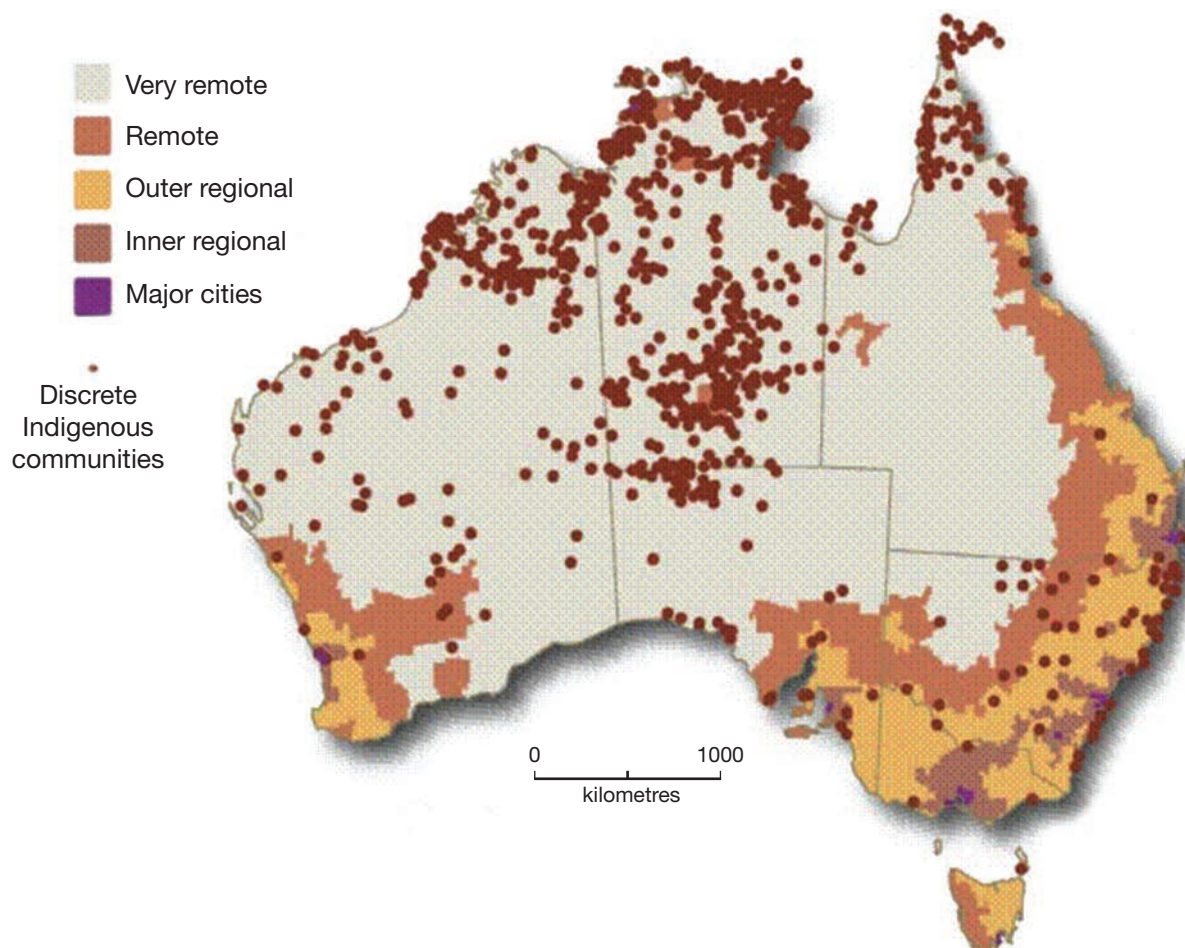 Very remote
Remote
Outer regional
Inner regional
Major cities
Discrete
Indigenous
communities
0 1000
kilometres